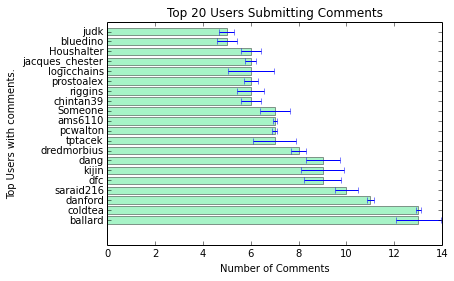 Top 20 Users Submitting Comments
Top Users with comments.
judk
bluedino
Houshalter
jacques_chester
logicchains
prostoalex
riggins
chintan39
Someone
ams6110
pcwalton
tptacek
dredmorbius
dang
kijin
dfc
saraid216
danford
coldtea
ballard
0 2 4 6 8 10 12 14
Number of Comments